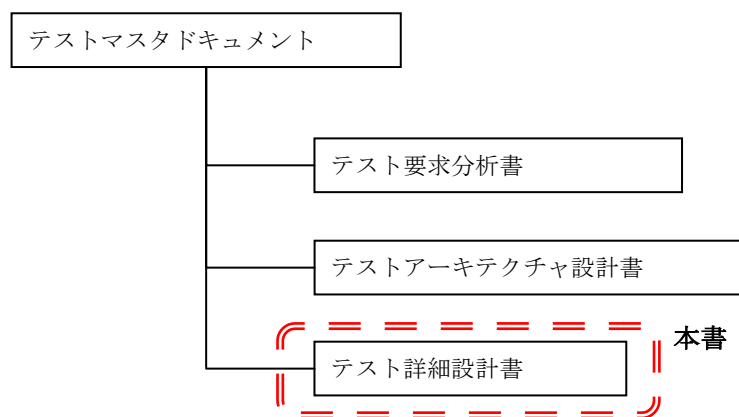 テストマスタドキュメント
テスト要求分析書
テストアーキテクチャ設計書
本書
テスト詳細設計書